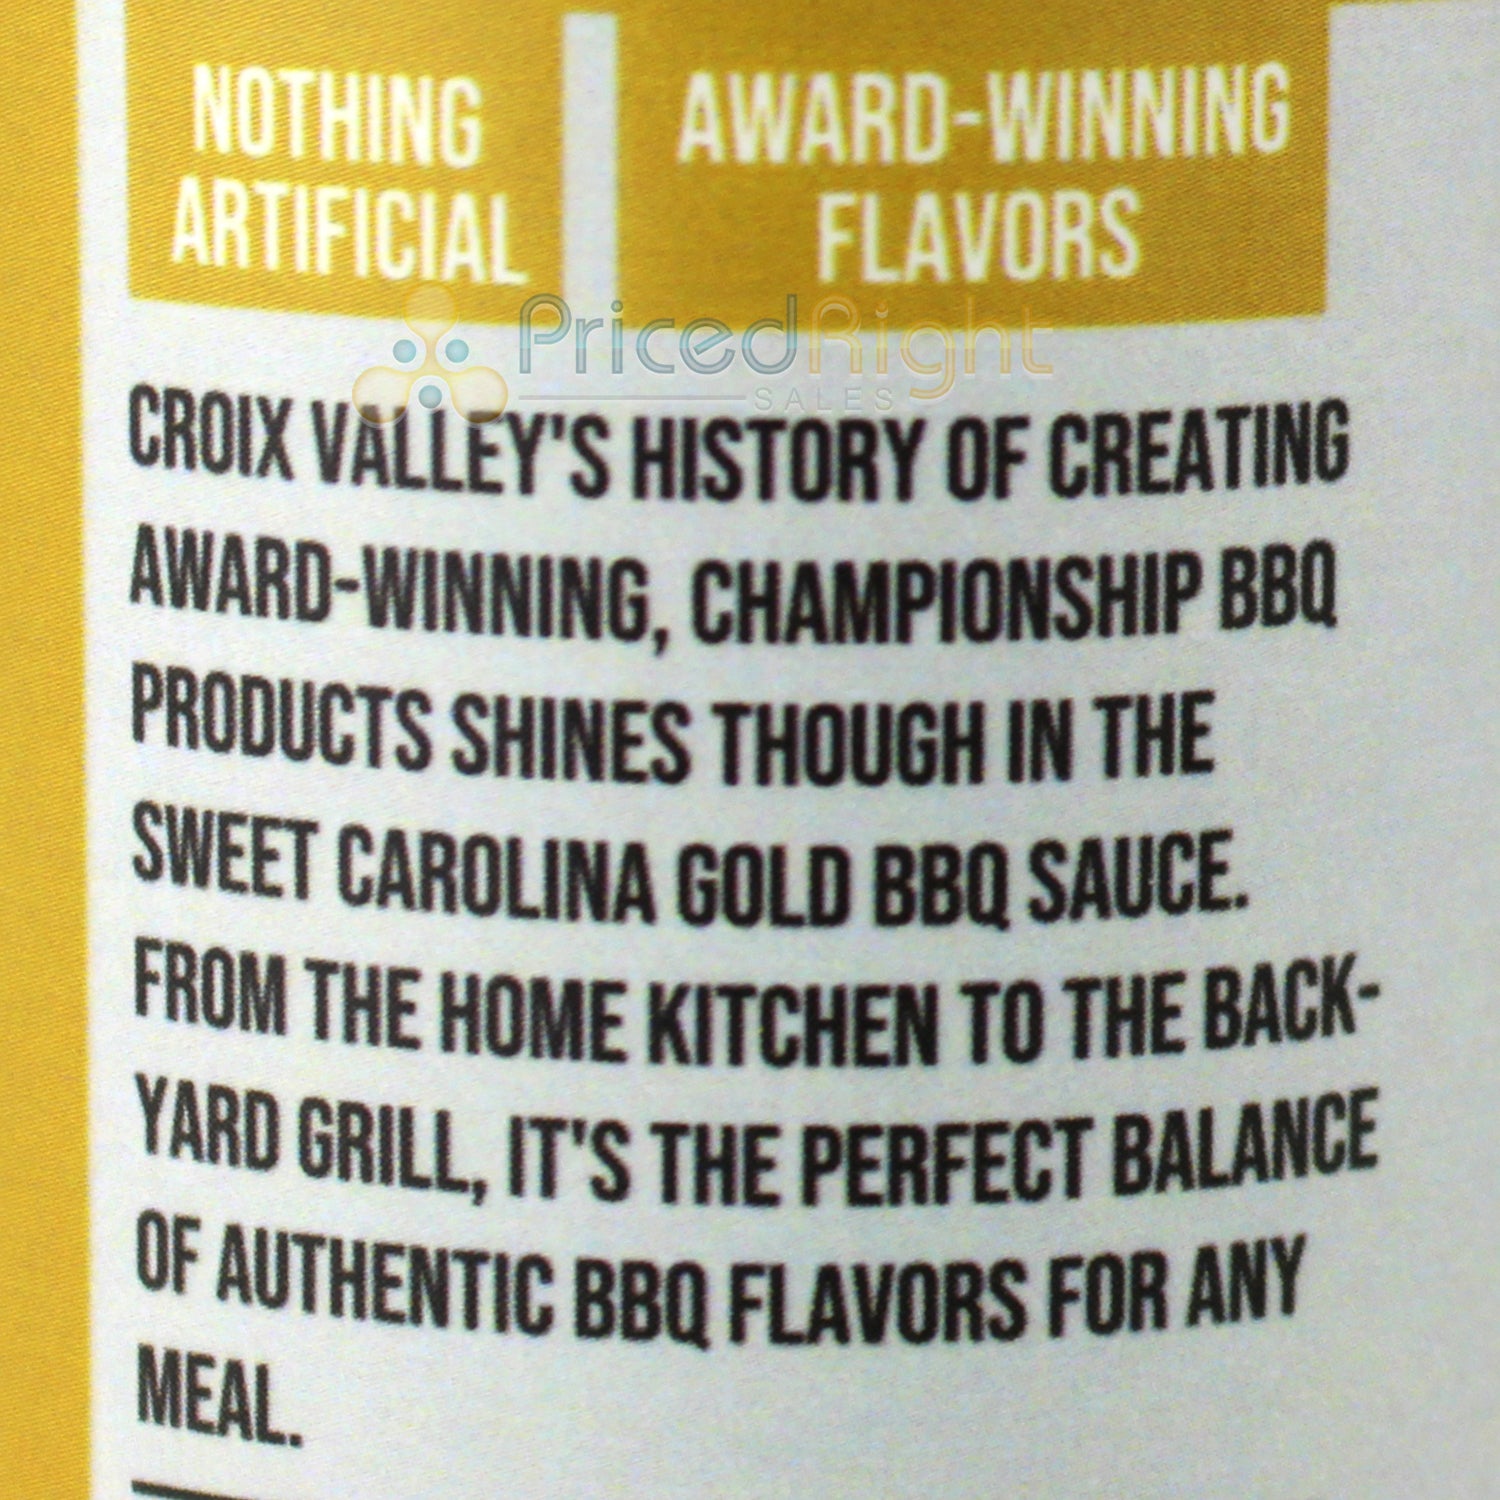 NOTHING
ARTIFICIAL
AWARD-WINNING
FLAVORS
PricedRight
SALES
CROIX VALLEY'S HISTORY OF CREATING
AWARD-WINNING, CHAMPIONSHIP BBQ
PRODUCTS SHINES THOUGH IN THE
SWEET CAROLINA GOLD BBQ SAUCE.
FROM THE HOME KITCHEN TO THE BACK-
YARD GRILL, IT'S THE PERFECT BALANCE
OF AUTHENTIC BBQ FLAVORS FOR ANY
MEAL.